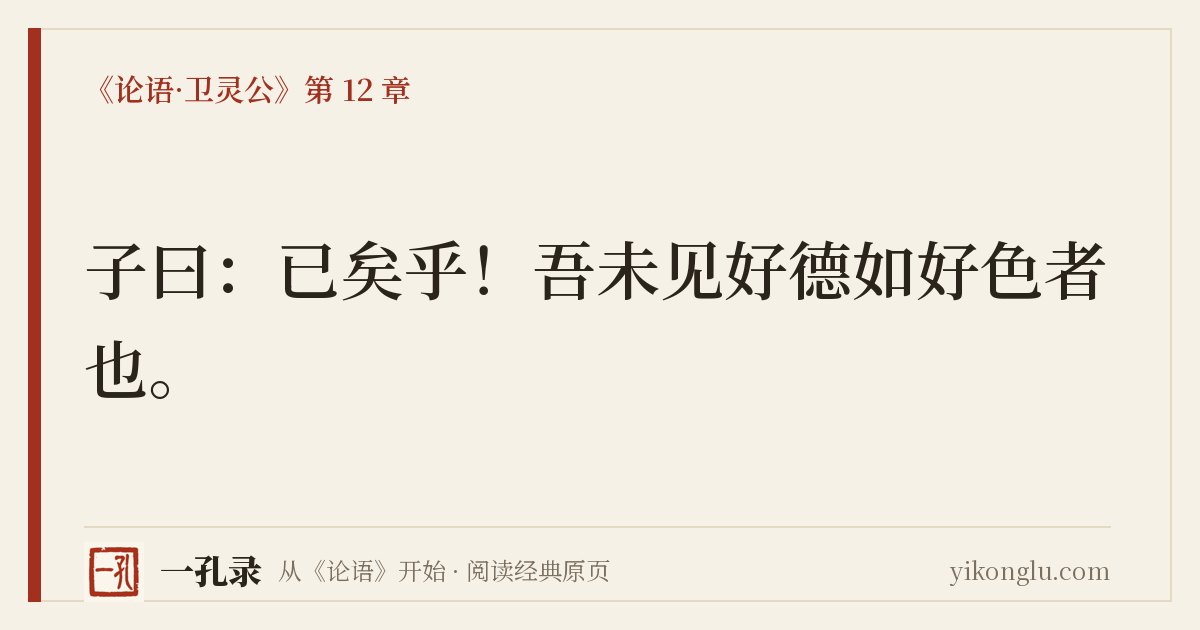 《论语·卫灵公》第 12 章
子曰：已矣乎！吾未见好德如好色者
也。
一孔
一孔录 从《论语》开始 · 阅读经典原页 yikonglu.com